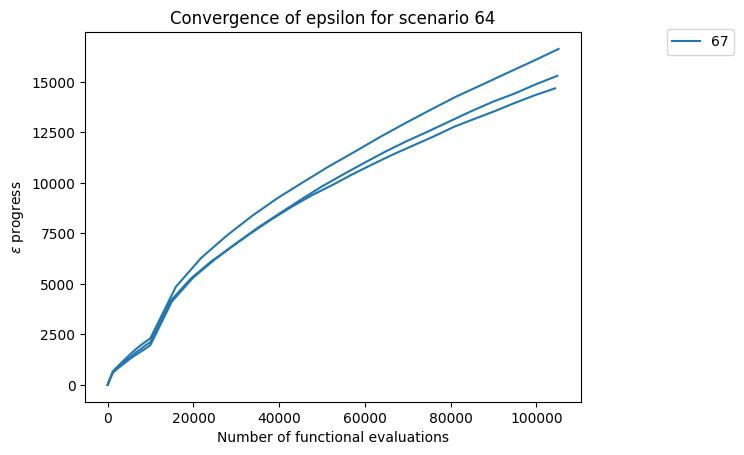 Convergence of epsilon for scenario 64
67
15000
12500
10000
7500
5000
2500
0
ε progress
0 20000 40000 60000 80000 100000
Number of functional evaluations